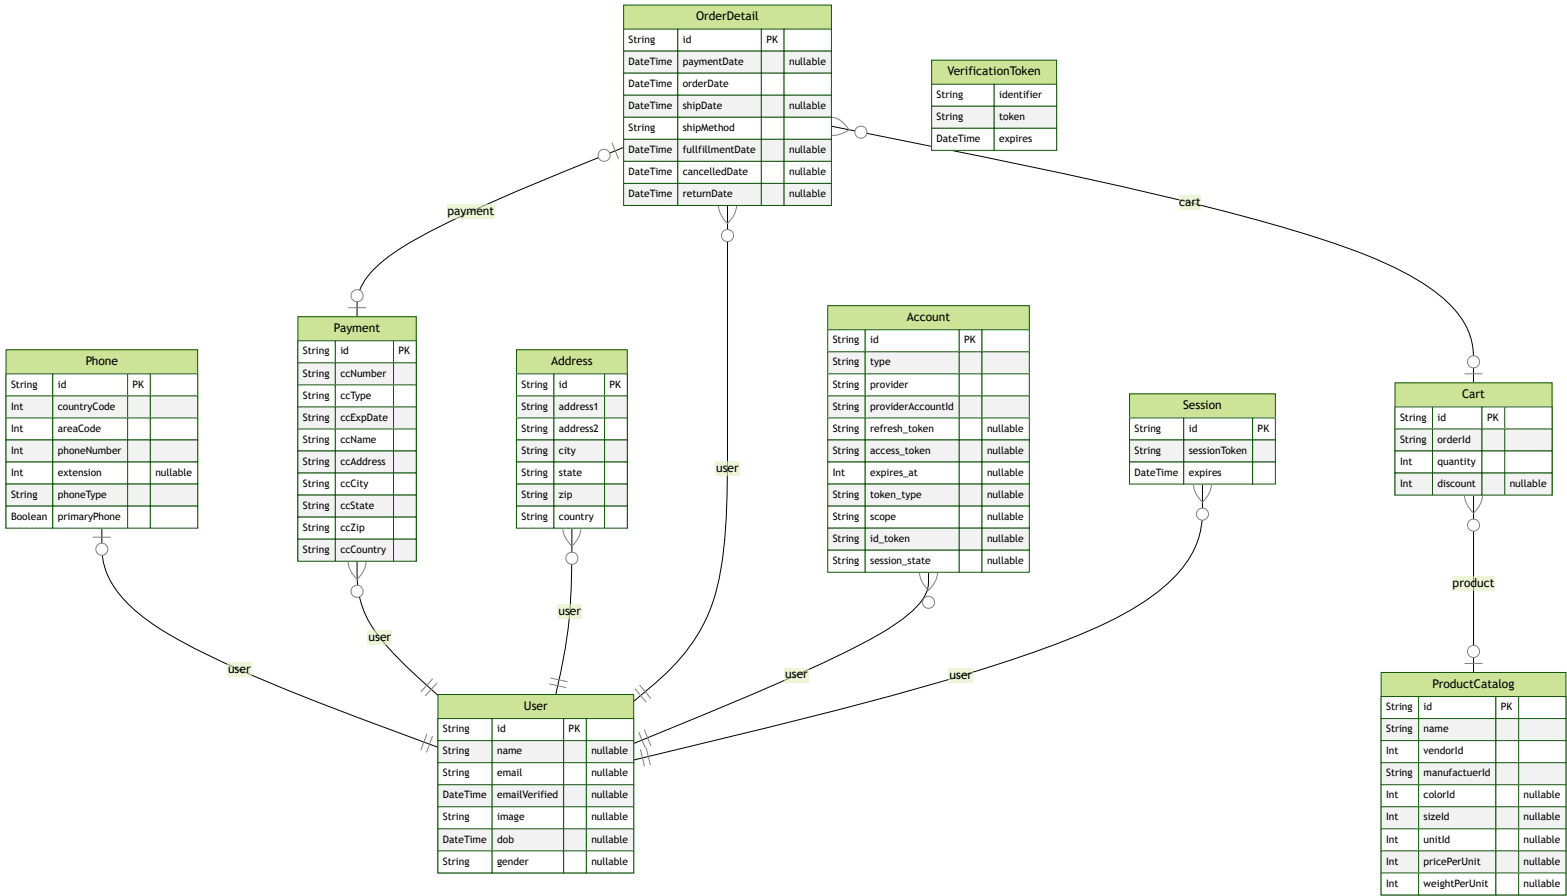 OrderDetail
String id PK
DateTime paymentDate nullable
DateTime orderDate
DateTime shipDate nullable
String shipMethod
DateTime fullfillmentDate nullable
DateTime cancelledDate nullable
DateTime returnDate nullable
VerificationToken
String identifier
String token
DateTime expires
payment
cart
user
Phone
String id PK
Int countryCode
Int areaCode
Int phoneNumber
Int extension nullable
String phoneType
Boolean primaryPhone
Payment
String id PK
String ccNumber
String ccType
String ccExpDate
String ccName
String ccAddress
String ccCity
String ccState
String ccZip
String ccCountry
Address
String id PK
String address1
String address2
String city
String state
String zip
String country
Account
String id PK
String type
String provider
String providerAccountId
String refresh_token nullable
String access_token nullable
Int expires_at nullable
String token_type nullable
String scope nullable
String id_token nullable
String session_state nullable
Session
String id PK
String sessionToken
DateTime expires
Cart
String id PK
String orderId
Int quantity
Int discount nullable
user
user
user
user
user
product
User
String id PK
String name nullable
String email nullable
DateTime emailVerified nullable
String image nullable
DateTime dob nullable
String gender nullable
ProductCatalog
String id PK
String name
Int vendorId
String manufactuerId
Int colorId nullable
Int sizeId nullable
Int unitId nullable
Int pricePerUnit nullable
Int weightPerUnit nullable